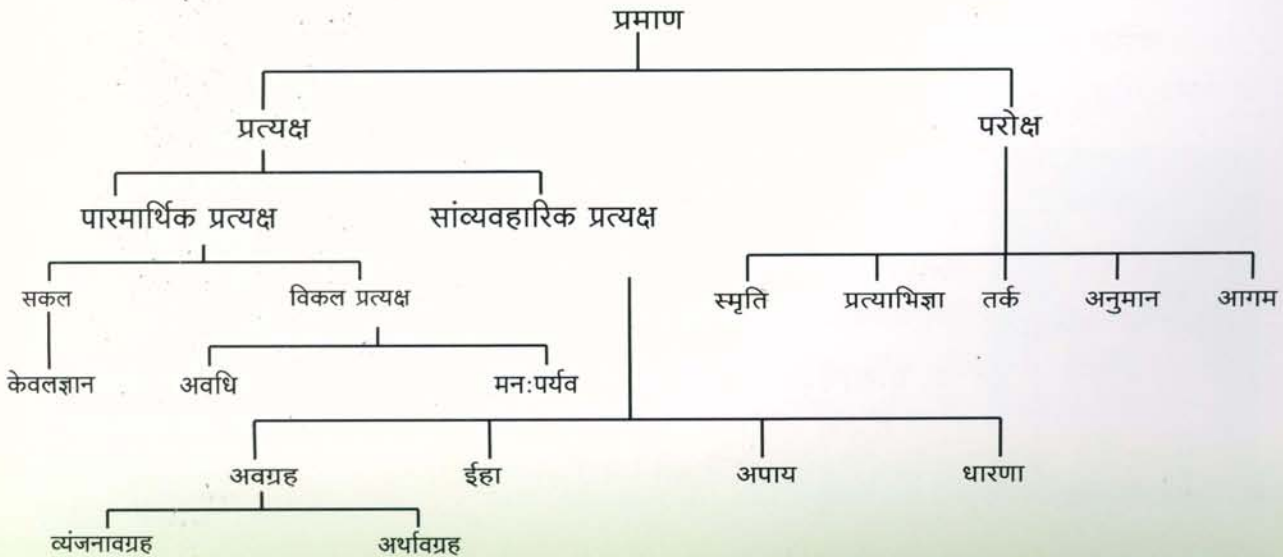 प्रमाण
प्रत्यक्ष परोक्ष
पारमार्थिक प्रत्यक्ष सांव्यवहारिक प्रत्यक्ष
सकल विकल प्रत्यक्ष स्मृति प्रत्याभिज्ञा तर्क अनुमान आगम
केवलज्ञान अवधि मन:पर्यव
अवग्रह ईहा अपाय धारणा
व्यंजनावग्रह अर्थावग्रह